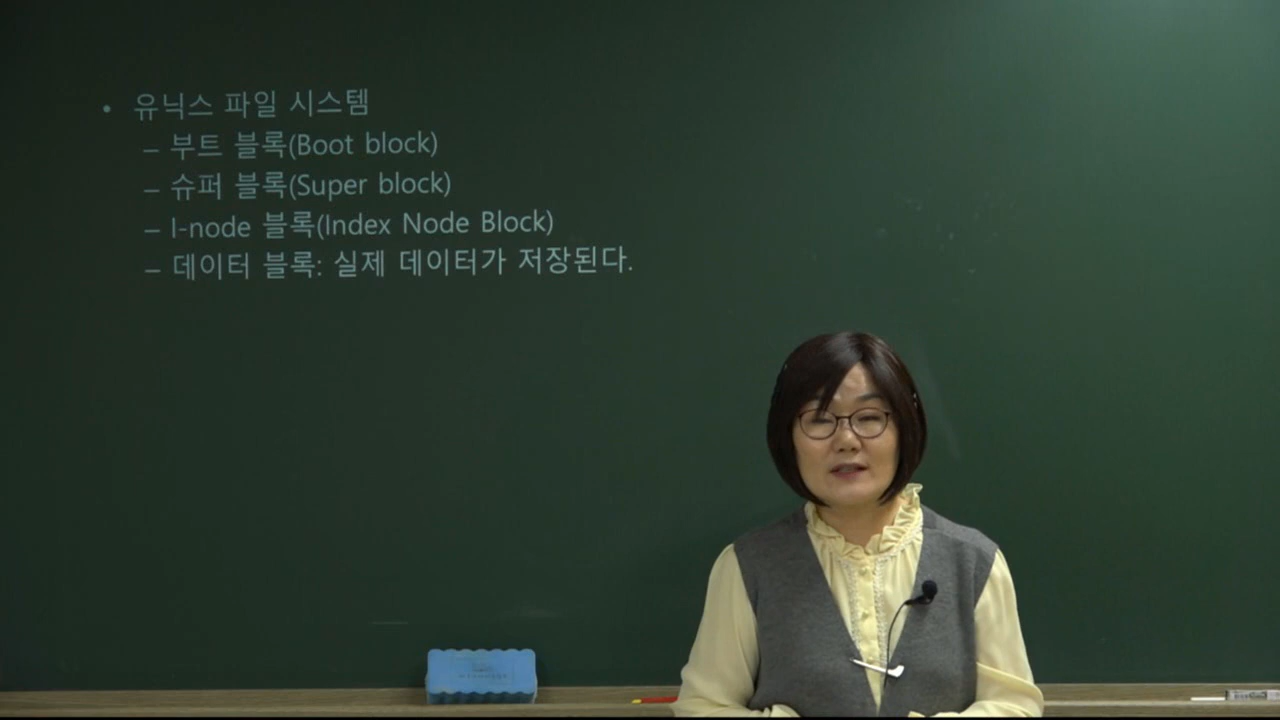 • 유닉스 파일 시스템
– 부트 블록(Boot block)
– 슈퍼 블록(Super block)
– I-node 블록(Index Node Block)
– 데이터 블록: 실제 데이터가 저장된다.